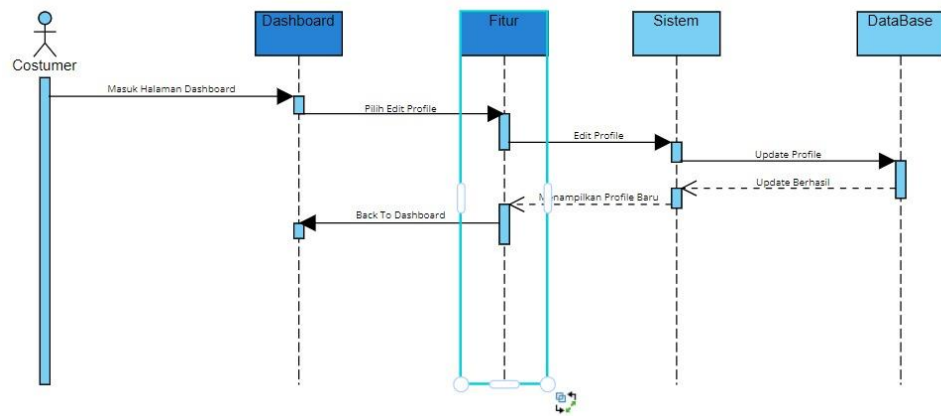 Dashboard
Fitur
Sistem
DataBase
Costumer
Masuk Halaman Dashboard
Pilih Edit Profile
Edit Profile
Update Profile
Update Berhasil
Menampilkan Profile Baru
Back To Dashboard